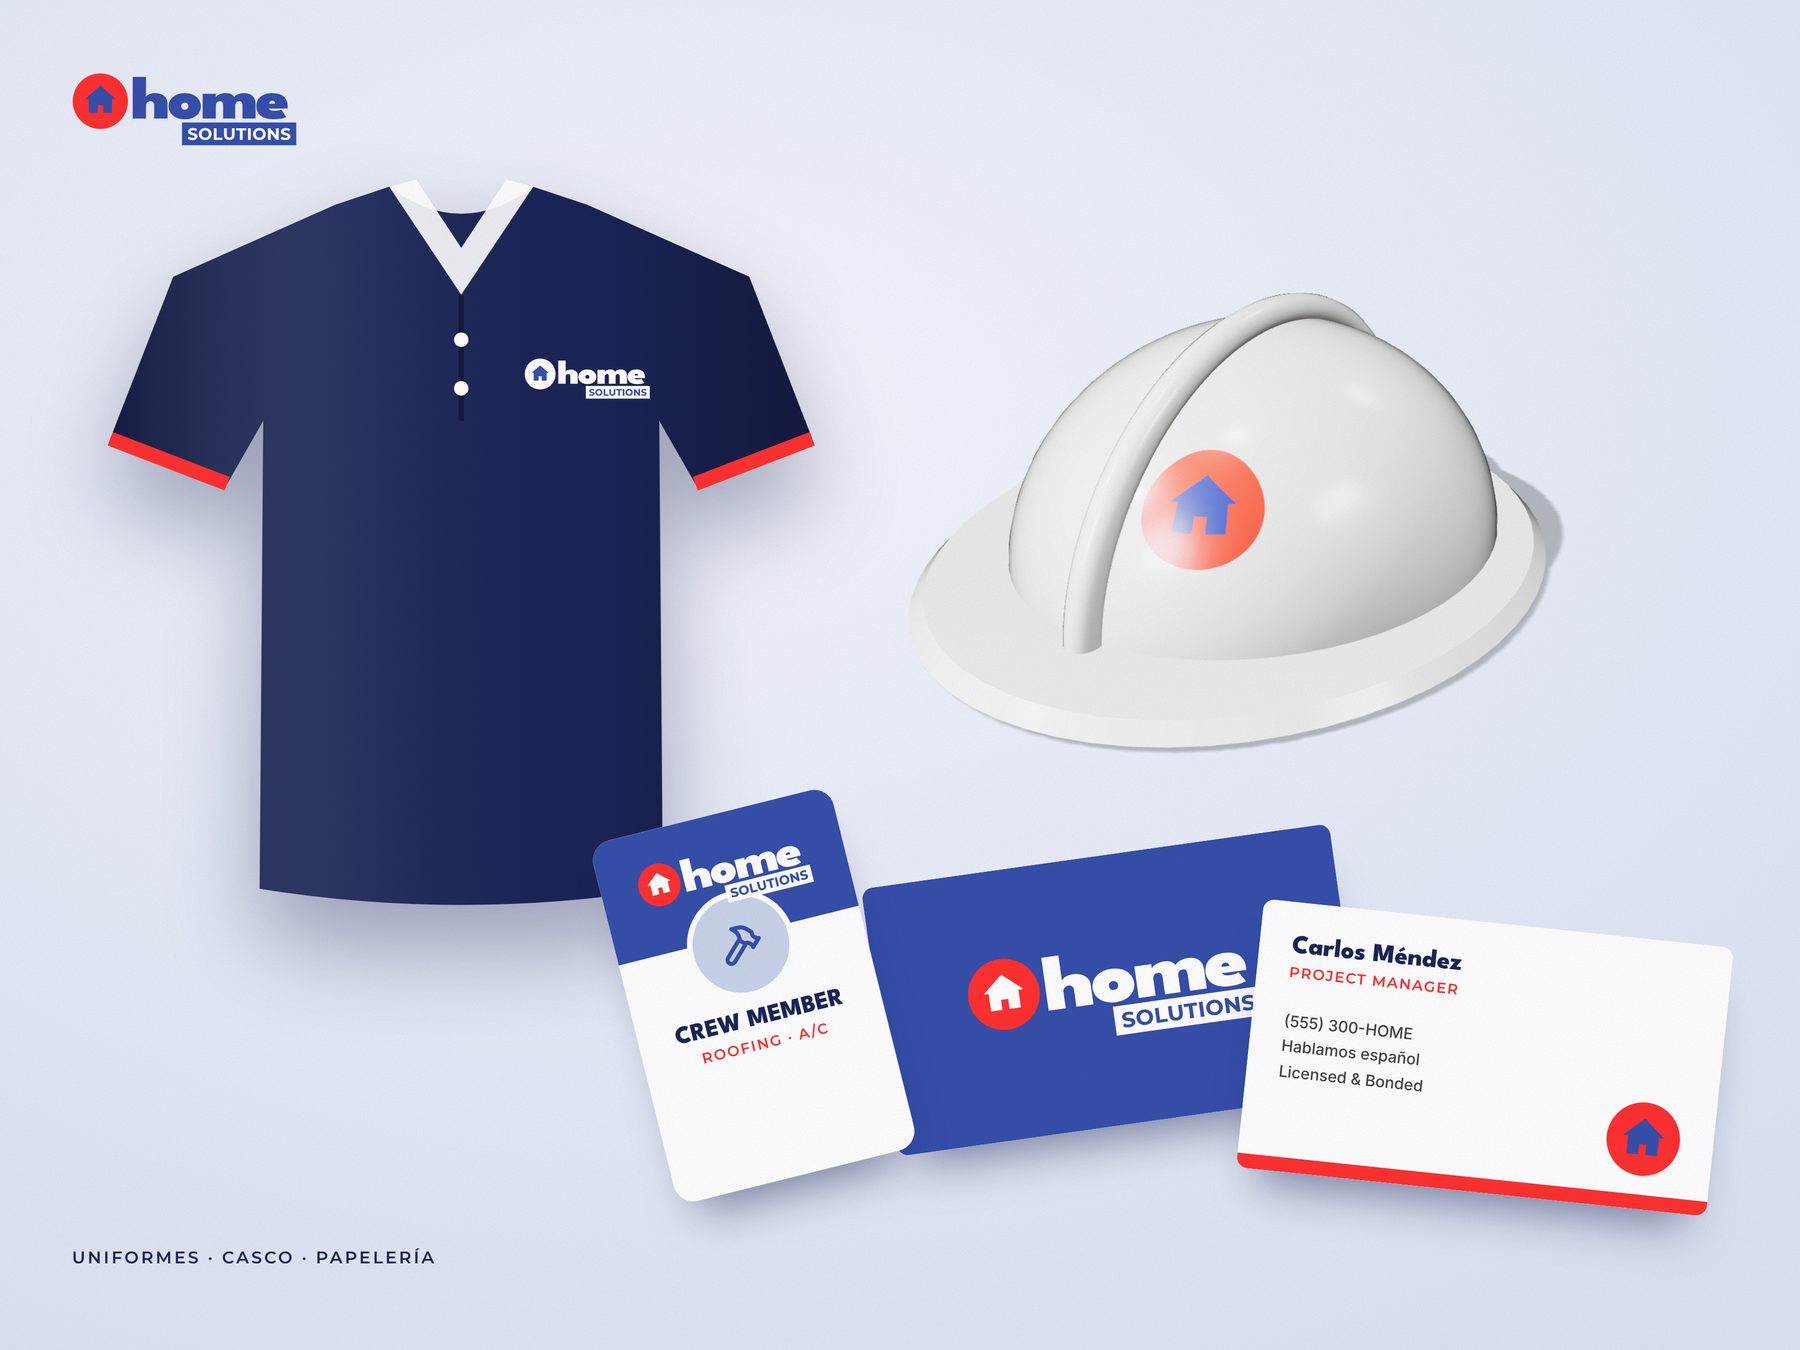 home
SOLUTIONS
home
SOLUTIONS
home
SOLUTIONS
CREW MEMBER
ROOFING · A/C
home
SOLUTIONS
Carlos Méndez
PROJECT MANAGER
(555) 300-HOME
Hablamos español
Licensed & Bonded
UNIFORMES · CASCO · PAPELERÍA